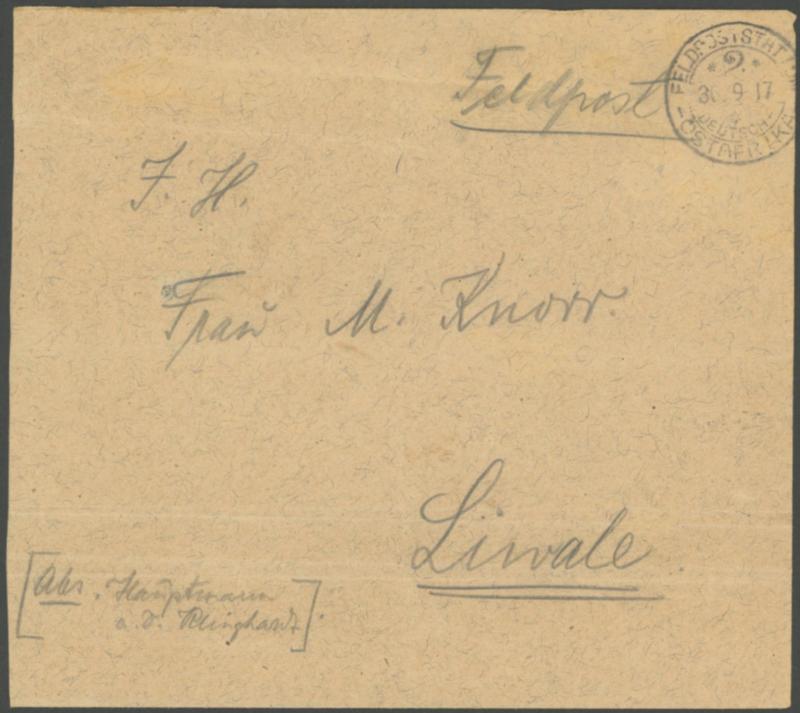 Feldpost
FELDPOSTSTATION
* 2. *
30.9.17
DEUTSCH-
-OSTAFRIKA
J. H.
Frau M. Knorr.
Liwale.
[Abs. Hauptmann
a. D. Klinghardt].